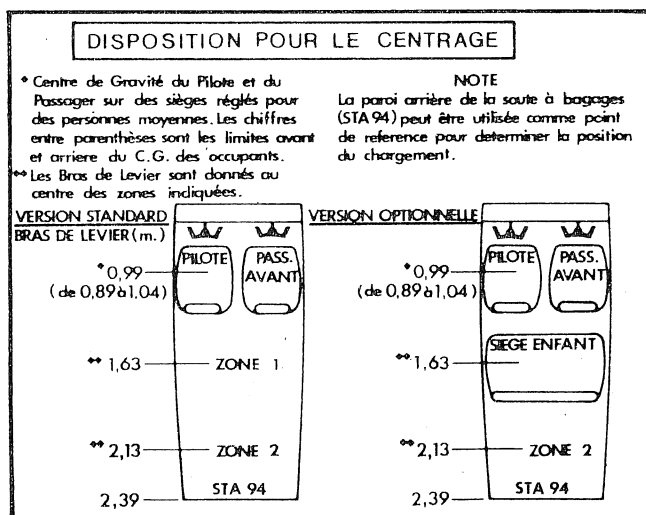 DISPOSITION POUR LE CENTRAGE
* Centre de Gravité du Pilote et du
Passager sur des sièges réglés pour
des personnes moyennes. Les chiffres
entre parenthèses sont les limites avant
et arriere du C.G. des occupants.
** Les Bras de Levier sont donnés au
centre des zones indiquées.
NOTE
La paroi arrière de la soute à bagages
(STA 94) peut être utilisée comme point
de reference pour determiner la position
du chargement.
VERSION STANDARD
BRAS DE LEVIER (m.)
PILOTE
PASS.
AVANT
*0,99
(de 0,89 à 1,04)
**1,63
ZONE 1
**2,13
ZONE 2
2,39
STA 94
VERSION OPTIONNELLE
PILOTE
PASS.
AVANT
*0,99
(de 0,89 à 1,04)
SIEGE ENFANT
**1,63
**2,13
ZONE 2
2,39
STA 94